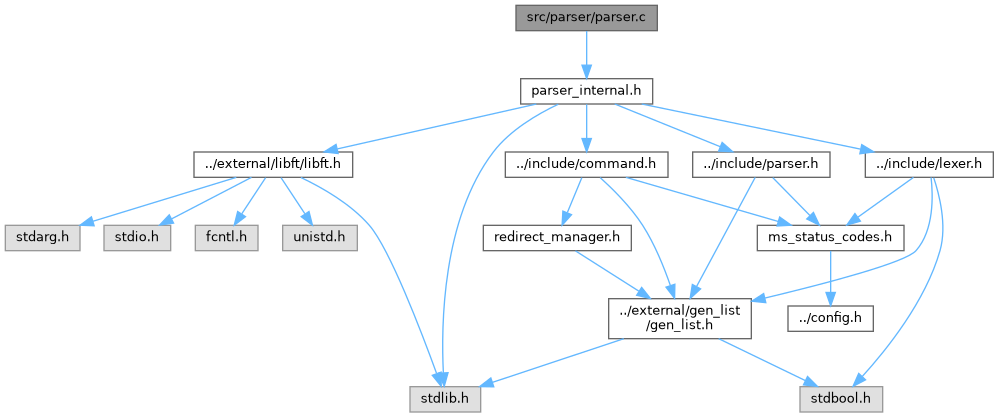 src/parser/parser.c
parser_internal.h
../external/libft/libft.h
../include/command.h
../include/parser.h
../include/lexer.h
stdarg.h
stdio.h
fcntl.h
unistd.h
redirect_manager.h
ms_status_codes.h
../external/gen_list
/gen_list.h
../config.h
stdlib.h
stdbool.h